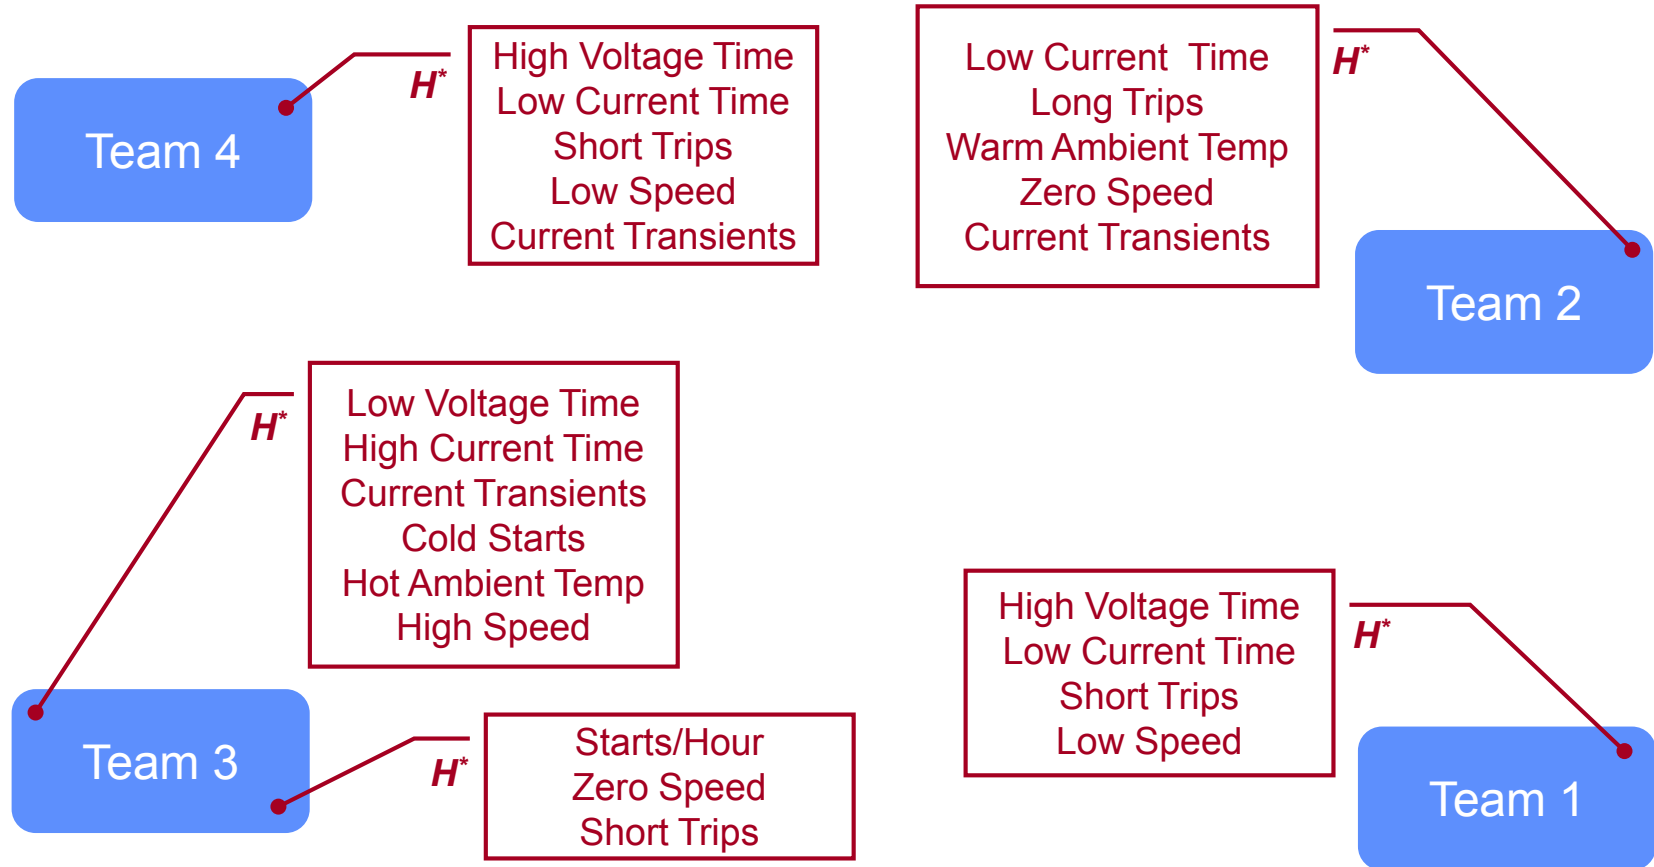 Team 4
H*
High Voltage Time
Low Current Time
Short Trips
Low Speed
Current Transients
Low Current Time
Long Trips
Warm Ambient Temp
Zero Speed
Current Transients
H*
Team 2
H*
Low Voltage Time
High Current Time
Current Transients
Cold Starts
Hot Ambient Temp
High Speed
Team 3
H*
Starts/Hour
Zero Speed
Short Trips
High Voltage Time
Low Current Time
Short Trips
Low Speed
H*
Team 1